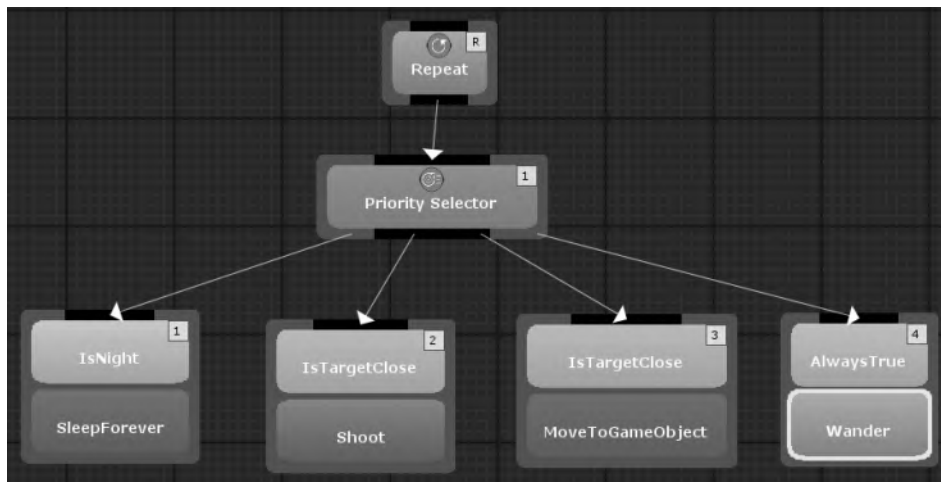 R
Repeat
1
Priority Selector
1
IsNight
SleepForever
2
IsTargetClose
Shoot
3
IsTargetClose
MoveToGameObject
4
AlwaysTrue
Wander